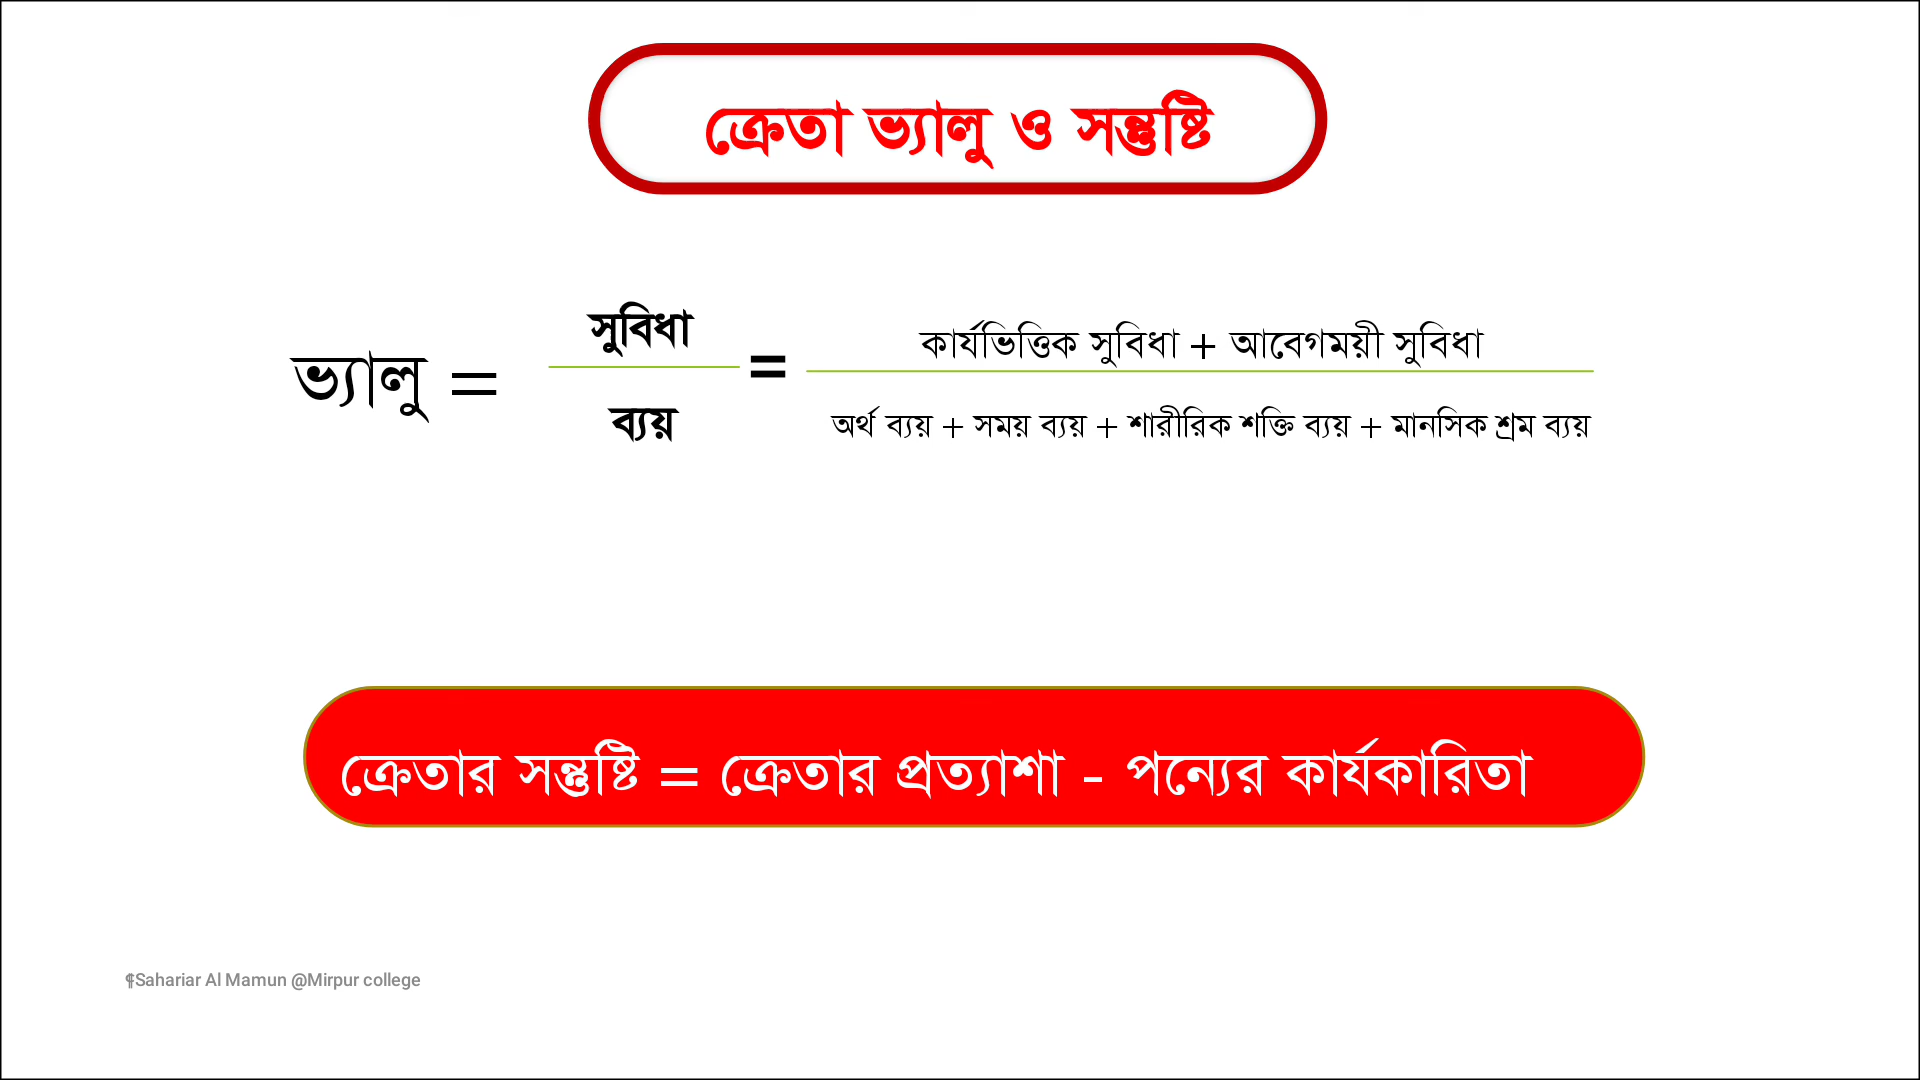 ক্রেতা ভ্যালু ও সন্তুষ্টি
ভ্যালু =
সুবিধা
ব্যয়
=
কার্যভিত্তিক সুবিধা + আবেগময়ী সুবিধা
অর্থ ব্যয় + সময় ব্যয় + শারীরিক শক্তি ব্যয় + মানসিক শ্রম ব্যয়
ক্রেতার সন্তুষ্টি = ক্রেতার প্রত্যাশা - পন্যের কার্যকারিতা
Sahariar Al Mamun @Mirpur college